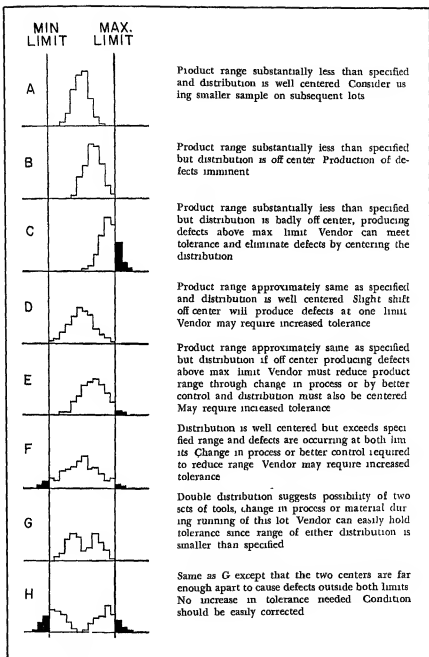 MIN MAX.
LIMIT LIMIT
A
Product range substantially less than specified
and distribution is well centered Consider us
ing smaller sample on subsequent lots
B
Product range substantially less than specified
but distribution is off center Production of de-
fects imminent
C
Product range substantially less than specified
but distribution is badly off center, producing
defects above max limit Vendor can meet
tolerance and eliminate defects by centering the
distribution
D
Product range approximately same as specified
and distribution is well centered Slight shift
off center will produce defects at one limit
Vendor may require increased tolerance
E
Product range approximately same as specified
but distribution if off center producing defects
above max limit Vendor must reduce product
range through change in process or by better
control and distribution must also be centered
May require increased tolerance
F
Distribution is well centered but exceeds speci
fied range and defects are occurring at both lim
its Change in process or better control required
to reduce range Vendor may require increased
tolerance
G
Double distribution suggests possibility of two
sets of tools, change in process or material dur
ing running of this lot Vendor can easily hold
tolerance since range of either distribution is
smaller than specified
H
Same as G except that the two centers are far
enough apart to cause defects outside both limits
No increase in tolerance needed Condition
should be easily corrected